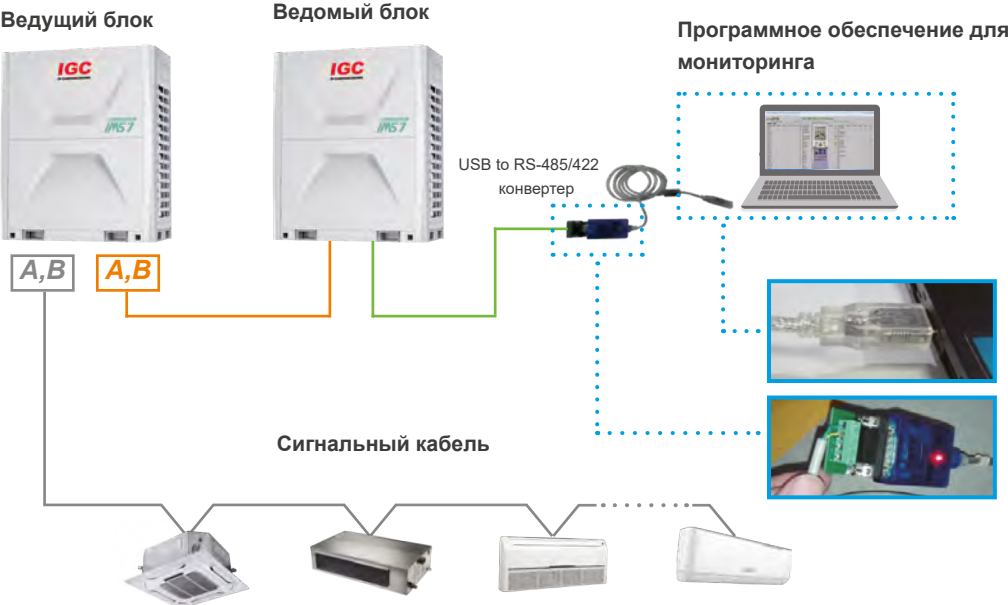 Ведущий блок
Ведомый блок
Программное обеспечение для
мониторинга
IGC
IMS7
IGC
IMS7
USB to RS-485/422
конвертер
A,B
A,B
Сигнальный кабель